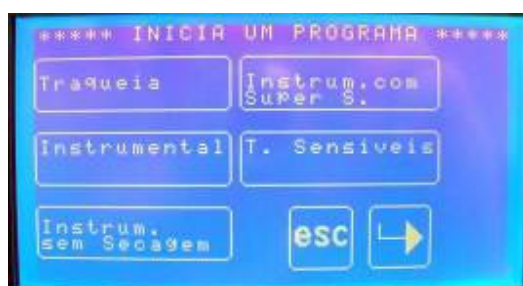 ***** INICIA UM PROGRAMA *****
Traqueia
Instrum.com
Super S.
Instrumental
T. Sensiveis
Instrum.
sem Secagem
esc